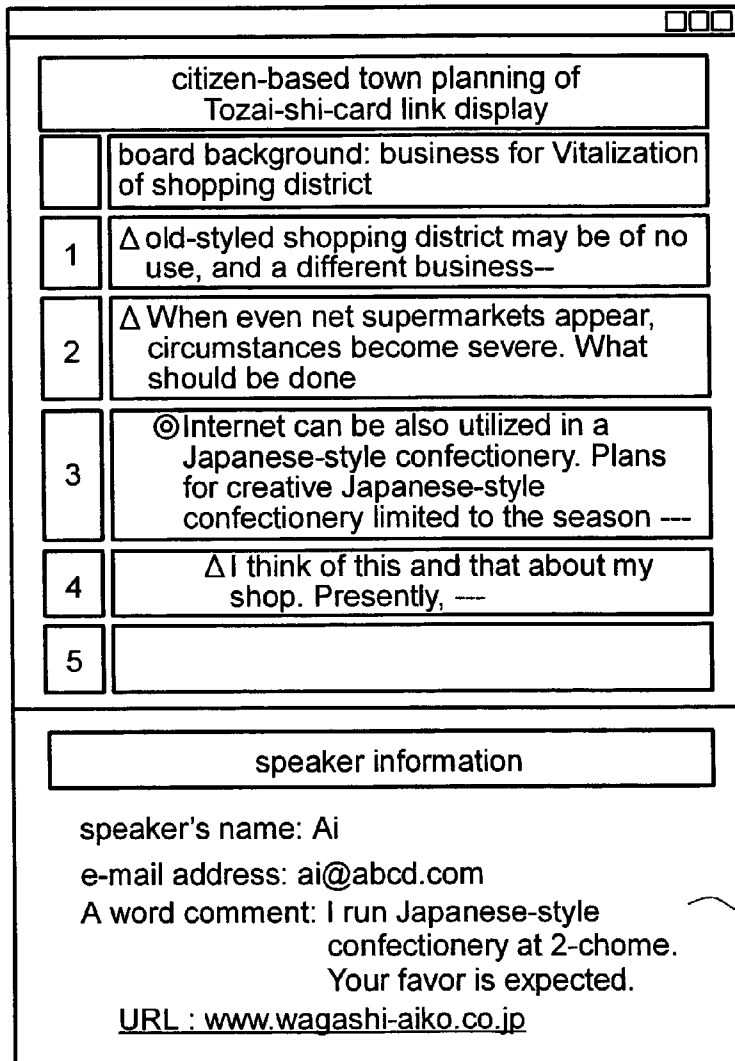 citizen-based town planning of
Tozai-shi-card link display
board background: business for Vitalization
of shopping district
1
Δ old-styled shopping district may be of no
use, and a different business--
2
Δ When even net supermarkets appear,
circumstances become severe. What
should be done
3
◎Internet can be also utilized in a
Japanese-style confectionery. Plans
for creative Japanese-style
confectionery limited to the season ---
4
Δ I think of this and that about my
shop. Presently, ---
5
speaker information
speaker's name: Ai
e-mail address: ai@abcd.com
A word comment: I run Japanese-style
confectionery at 2-chome.
Your favor is expected.
URL : www.wagashi-aiko.co.jp